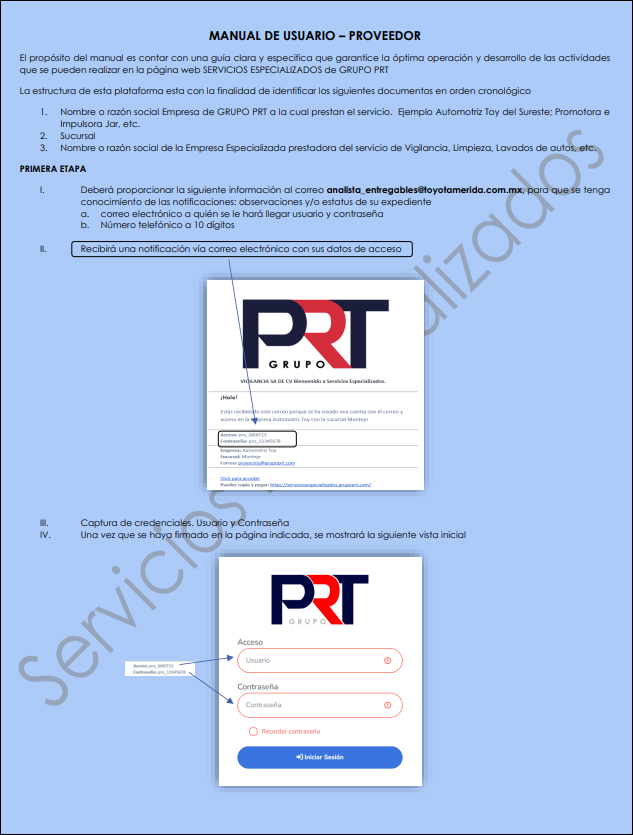 MANUAL DE USUARIO – PROVEEDOR
El propósito del manual es contar con una guía clara y específica que garantice la óptima operación y desarrollo de las actividades
que se pueden realizar en la página web SERVICIOS ESPECIALIZADOS de GRUPO PRT
La estructura de esta plataforma esta con la finalidad de identificar los siguientes documentos en orden cronológico
1. Nombre o razón social Empresa de GRUPO PRT a la cual prestan el servicio. Ejemplo Automotriz Toy del Sureste; Promotora e
Impulsora Jar, etc.
2. Sucursal
3. Nombre o razón social de la Empresa Especializada prestadora del servicio de Vigilancia, Limpieza, Lavados de autos, etc.
PRIMERA ETAPA
I. Deberá proporcionar la siguiente información al correo analista_entregables@toyotamerida.com.mx, para que se tenga
conocimiento de las notificaciones: observaciones y/o estatus de su expediente
a. correo electrónico a quién se le hará llegar usuario y contraseña
b. Número telefónico a 10 dígitos
II. Recibirá una notificación vía correo electrónico con sus datos de acceso
PRT
GRUPO
VIGILANCIA SA DE CV Bienvenido a Servicios Especializados.
¡Hola!
Estás recibiendo este correo porque se ha creado una cuenta con el correo y
acceso en la empresa Automotriz Toy con la sucursal Montejo
Acceso:
Contraseña: pro_12345678
Empresa: Automotriz Toy
Sucursal: Montejo
Correo: proyectos@grupoprt.com
Click para acceder
Puedes copia y pegar: https://serviciosespecializados.grupoprt.com/
III. Captura de credenciales. Usuario y Contraseña
IV. Una vez que se haya firmado en la página indicada, se mostrará la siguiente vista inicial
PRT
GRUPO
Acceso
Usuario
Acceso:
Contraseña: pro_12345678
Contraseña
Contraseña
Recordar contraseña
Iniciar Sesión
Servicios